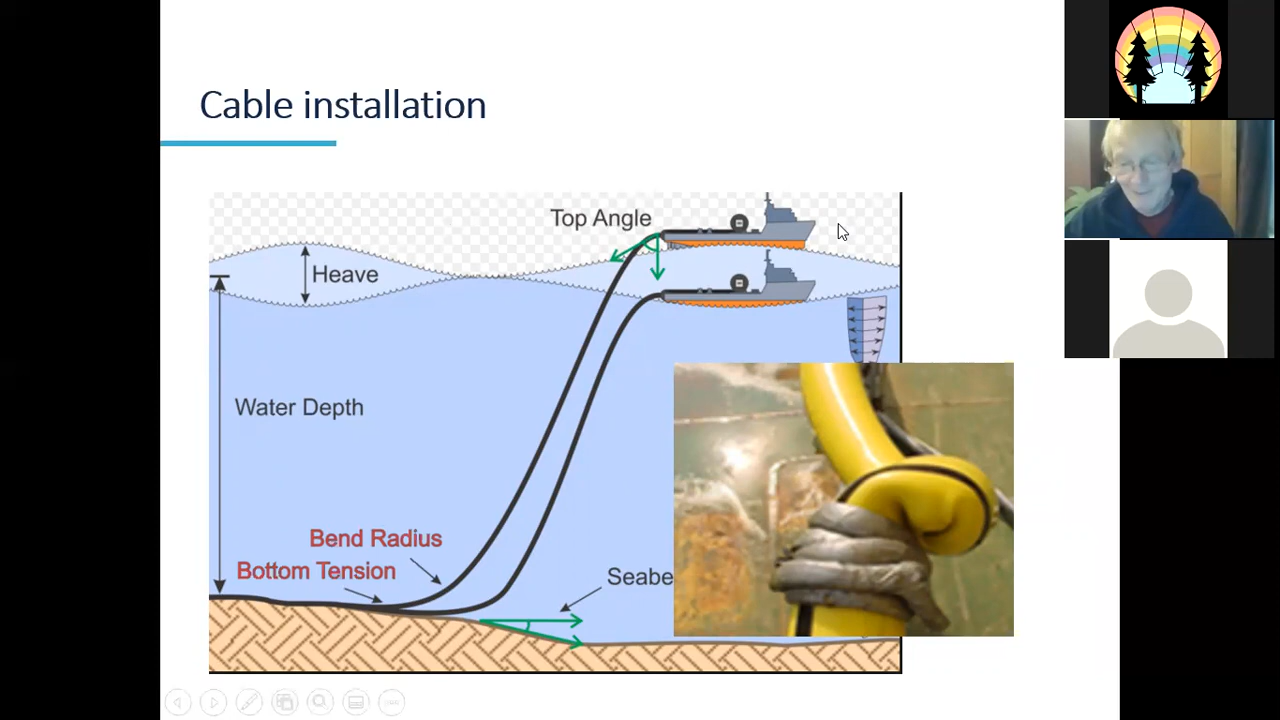 Cable installation
Top Angle
Heave
Water Depth
Bend Radius
Bottom Tension
Seabe